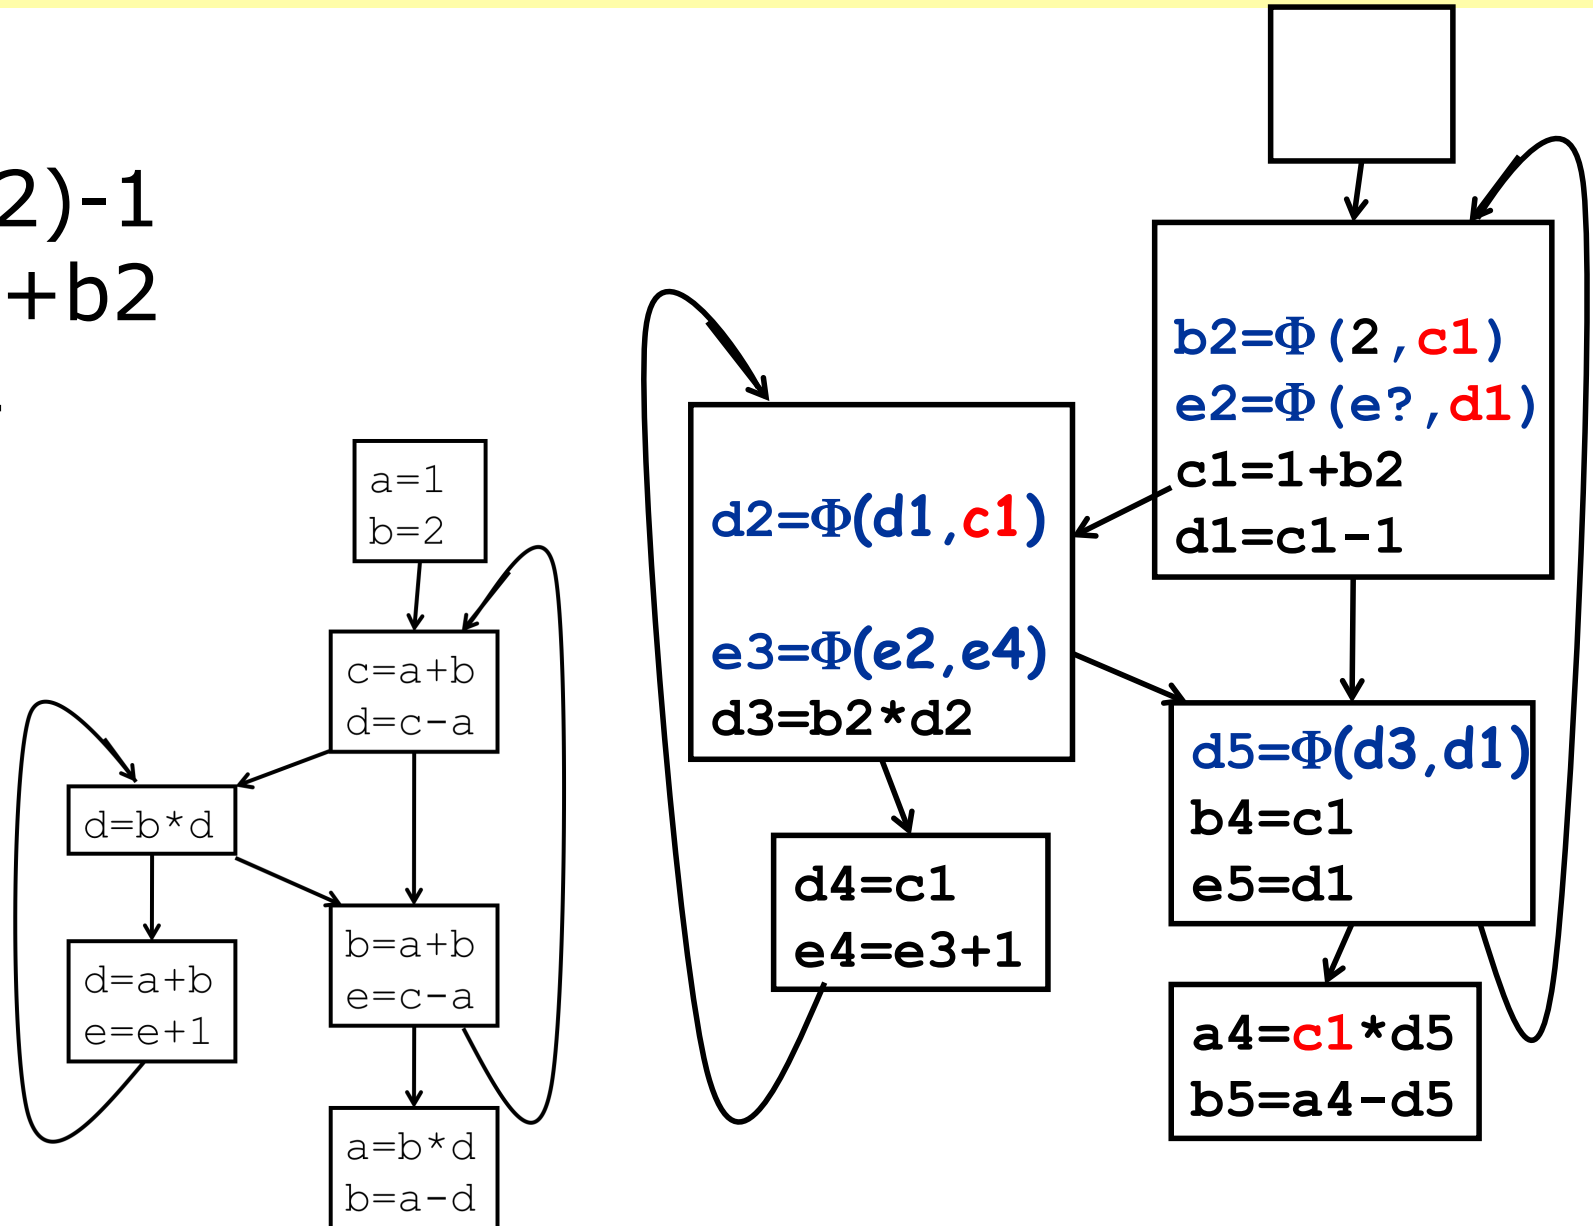 2)-1
+b2
a=1
b=2
c=a+b
d=c-a
d=b*d
d=a+b
e=e+1
b=a+b
e=c-a
a=b*d
b=a-d
b2=Φ(2,c1)
e2=Φ(e?,d1)
c1=1+b2
d1=c1-1
d2=Φ(d1,c1)
e3=Φ(e2,e4)
d3=b2*d2
d4=c1
e4=e3+1
d5=Φ(d3,d1)
b4=c1
e5=d1
a4=c1*d5
b5=a4-d5